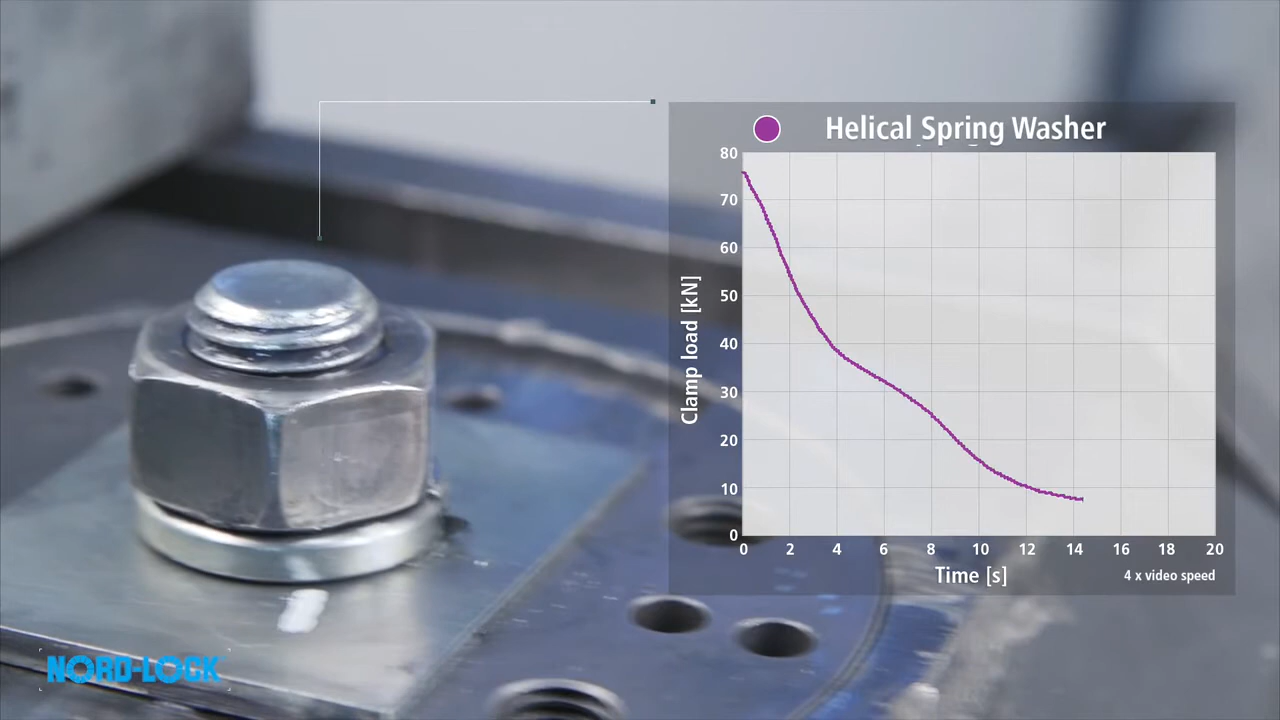 Helical Spring Washer
80
70
60
50
40
30
20
10
0
Clamp load [kN]
0 2 4 6 8 10 12 14 16 18 20
Time [s]
4 x video speed
NORD-LOCK